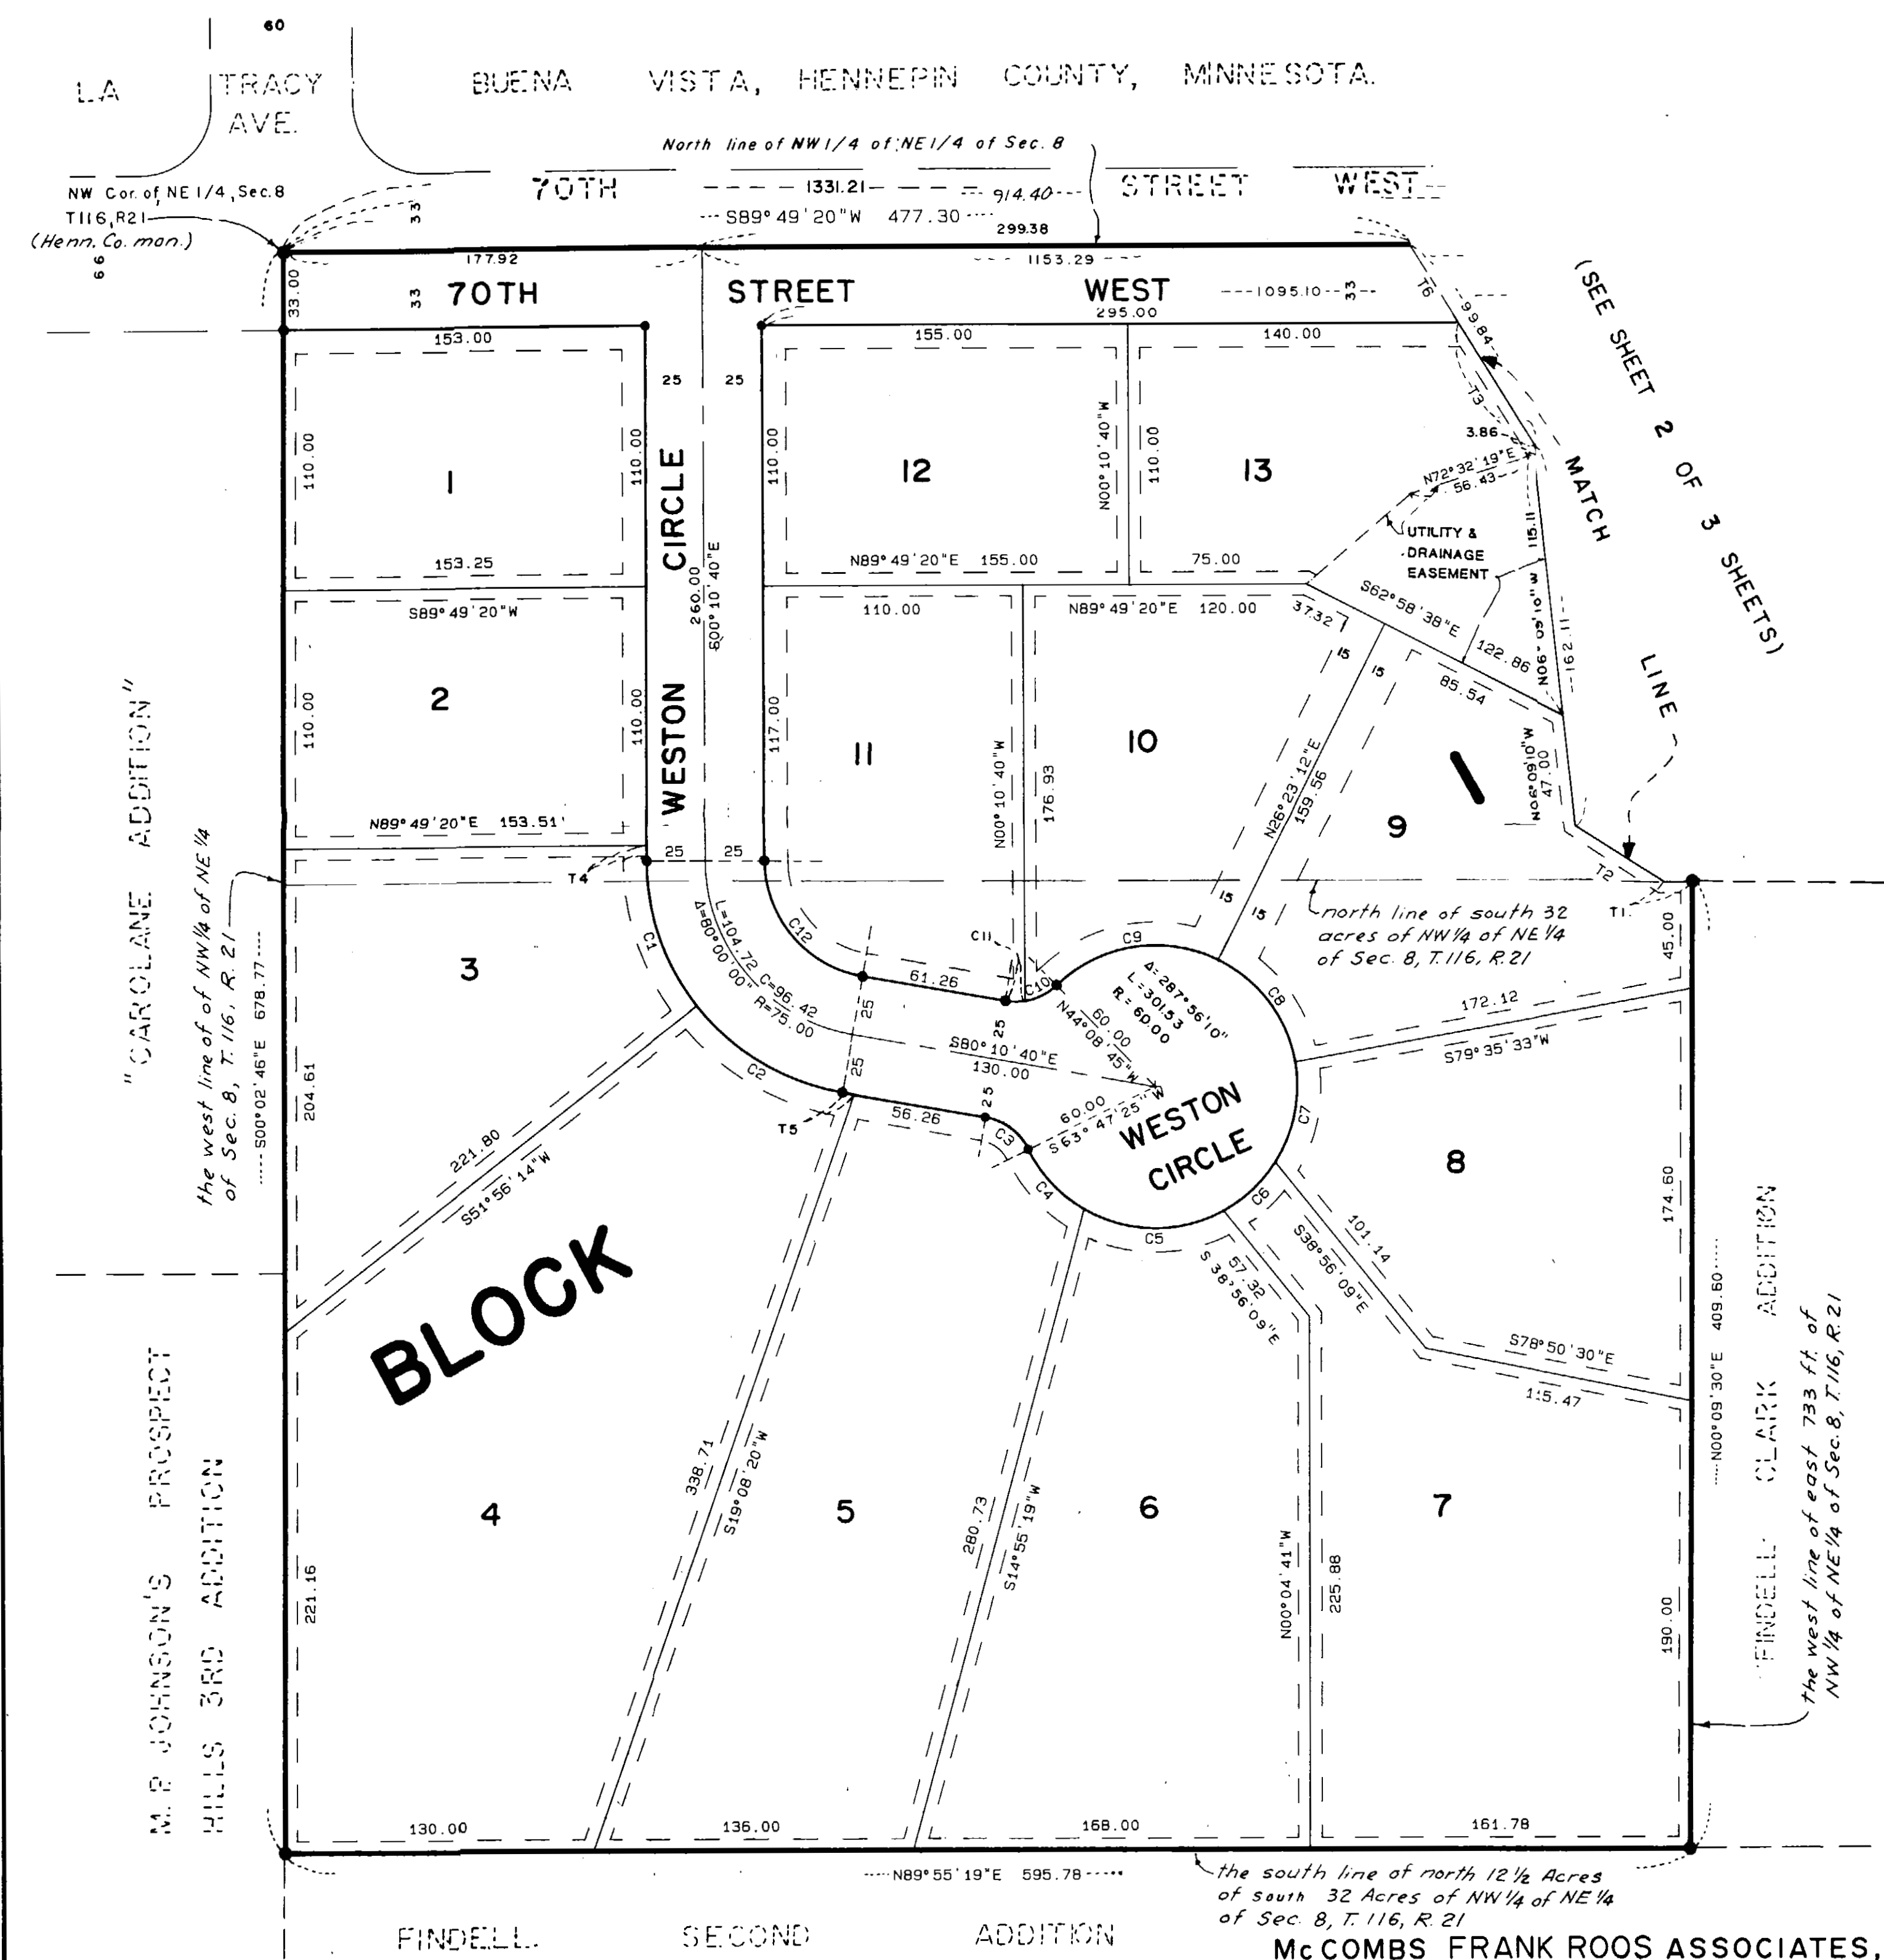 60
LA TRACY BUENA VISTA, HENNEPIN COUNTY, MINNESOTA.
AVE.
North line of NW 1/4 of NE 1/4 of Sec. 8
NW Cor. of NE 1/4, Sec. 8
T116, R21
(Henn. Co. mon.)
70TH 1331.21 914.40 STREET WEST
33
S89°49'20"W 477.30
299.38
66
177.92
1153.29
33.00
33
70TH STREET WEST
1095.10
33
T6
99.84
(SEE SHEET 2 OF 3 SHEETS)
MATCH LINE
153.00
295.00
155.00
140.00
25
25
T3
3.86
110.00
110.00
110.00
N00°10'40"W
110.00
1
12
13
N72°32'19"E
56.43
WESTON CIRCLE
260.00
S00°10'40"E
UTILITY &
DRAINAGE
EASEMENT
115.11
N06°09'10"W
162.11
153.25
N89°49'20"E 155.00
75.00
S89°49'20"W
110.00
N89°49'20"E 120.00
37.32
S62°58'38"E
122.86
85.54
15
15
110.00
2
110.00
117.00
11
10
9
1
N00°10'40"W
176.93
N26°23'12"E
159.56
N06°09'10"W
47.00
N89°49'20"E 153.51
25
25
T4
T2
T1
15
15
"CAROLANE ADDITION"
the west line of of NW1/4 of NE1/4
of Sec. 8, T. 116, R. 21
S00°02'46"E 678.77
north line of south 32
acres of NW1/4 of NE1/4
of Sec. 8, T.116, R.21
45.00
3
C1
L=104.72 C=96.42
Δ=80°00'00" R=75.00
C12
C11
C9
C10
C8
61.26
25
25
60.00
N44°08'45"W
Δ=287°56'10"
L=301.53
R=60.00
172.12
S79°35'33"W
S80°10'40"E
130.00
204.61
C2
25
56.26
25
T5
C3
60.00
S63°47'25"W
WESTON
CIRCLE
C7
8
C4
C5
C6
174.60
221.80
S51°56'14"W
57.32
S38°56'09"E
101.14
S38°56'09"E
BLOCK
S78°50'30"E
115.47
N00°09'30"E 409.60
FINDELL CLARK ADDITION
the west line of east 733 ft. of
NW1/4 of NE1/4 of Sec. 8, T.116, R.21
M. P. JOHNSON'S PROSPECT
HILLS 3RD ADDITION
221.16
4
338.71
S19°08'20"W
5
280.73
S14°55'19"W
6
N00°04'41"W
225.88
7
190.00
130.00
136.00
168.00
161.78
N89°55'19"E 595.78
the south line of north 12 1/2 Acres
of south 32 Acres of NW1/4 of NE1/4
of Sec. 8, T. 116, R. 21
FINDELL SECOND ADDITION
McCOMBS FRANK ROOS ASSOCIATES,